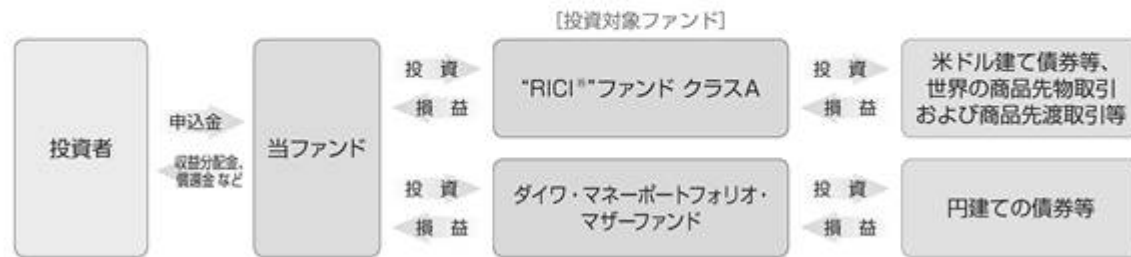 [投資対象ファンド]
投資者
申込金
収益分配金、
償還金 など
当ファンド
投 資
損 益
"RICI®"ファンド クラスA
投 資
損 益
米ドル建て債券等、
世界の商品先物取引
および商品先渡取引等
投 資
損 益
ダイワ・マネーポートフォリオ・
マザーファンド
投 資
損 益
円建ての債券等